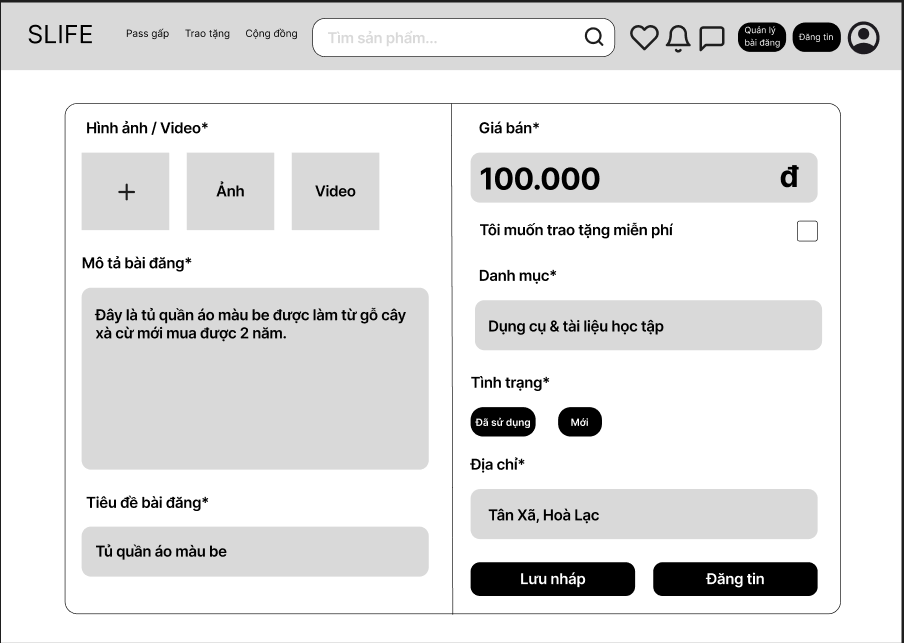 SLIFE
Pass gấp
Trao tặng
Cộng đồng
Tìm sản phẩm...
Quản lý
bài đăng
Đăng tin
Hình ảnh / Video*
+
Ảnh
Video
Mô tả bài đăng*
Đây là tủ quần áo màu be được làm từ gỗ cây
xà cừ mới mua được 2 năm.
Tiêu đề bài đăng*
Tủ quần áo màu be
Giá bán*
100.000
đ
Tôi muốn trao tặng miễn phí
Danh mục*
Dụng cụ & tài liệu học tập
Tình trạng*
Đã sử dụng
Mới
Địa chỉ*
Tân Xã, Hoà Lạc
Lưu nháp
Đăng tin